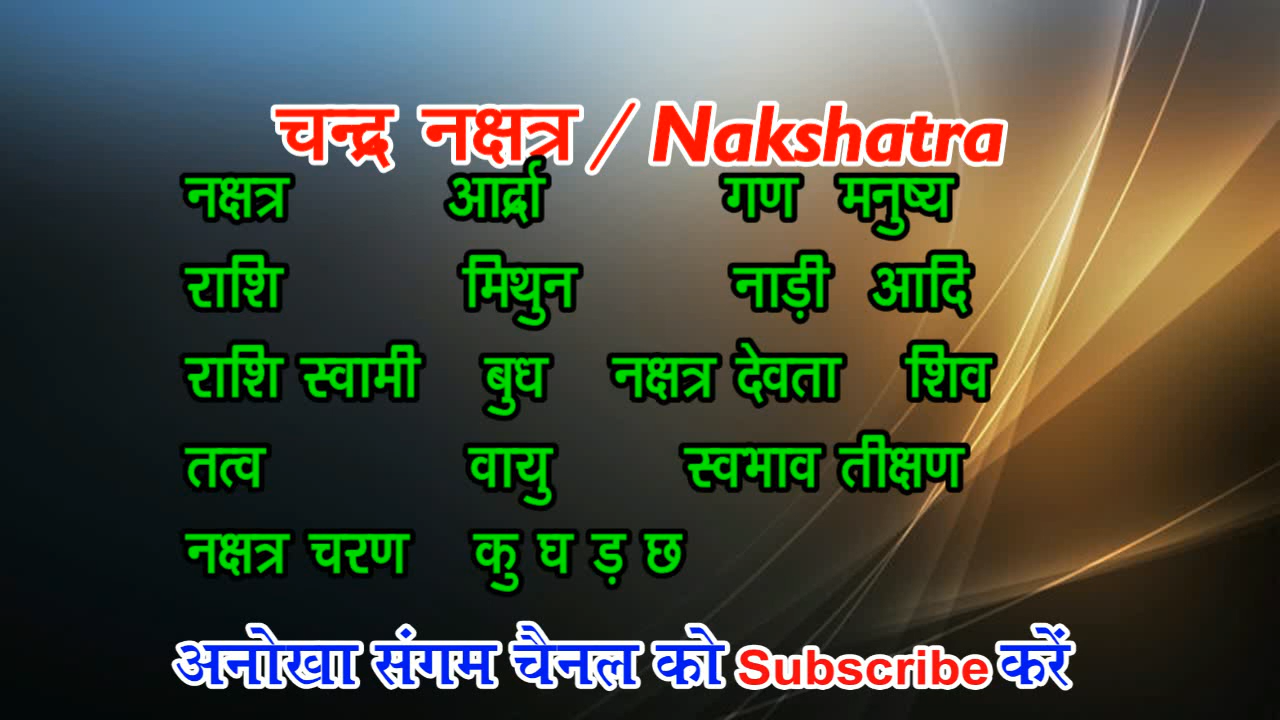 चन्द्र नक्षत्र / Nakshatra
नक्षत्र आर्द्रा गण मनुष्य
राशि मिथुन नाड़ी आदि
राशि स्वामी बुध नक्षत्र देवता शिव
तत्व वायु स्वभाव तीक्षण
नक्षत्र चरण कु घ ड़ छ
अनोखा संगम चैनल को Subscribe करें